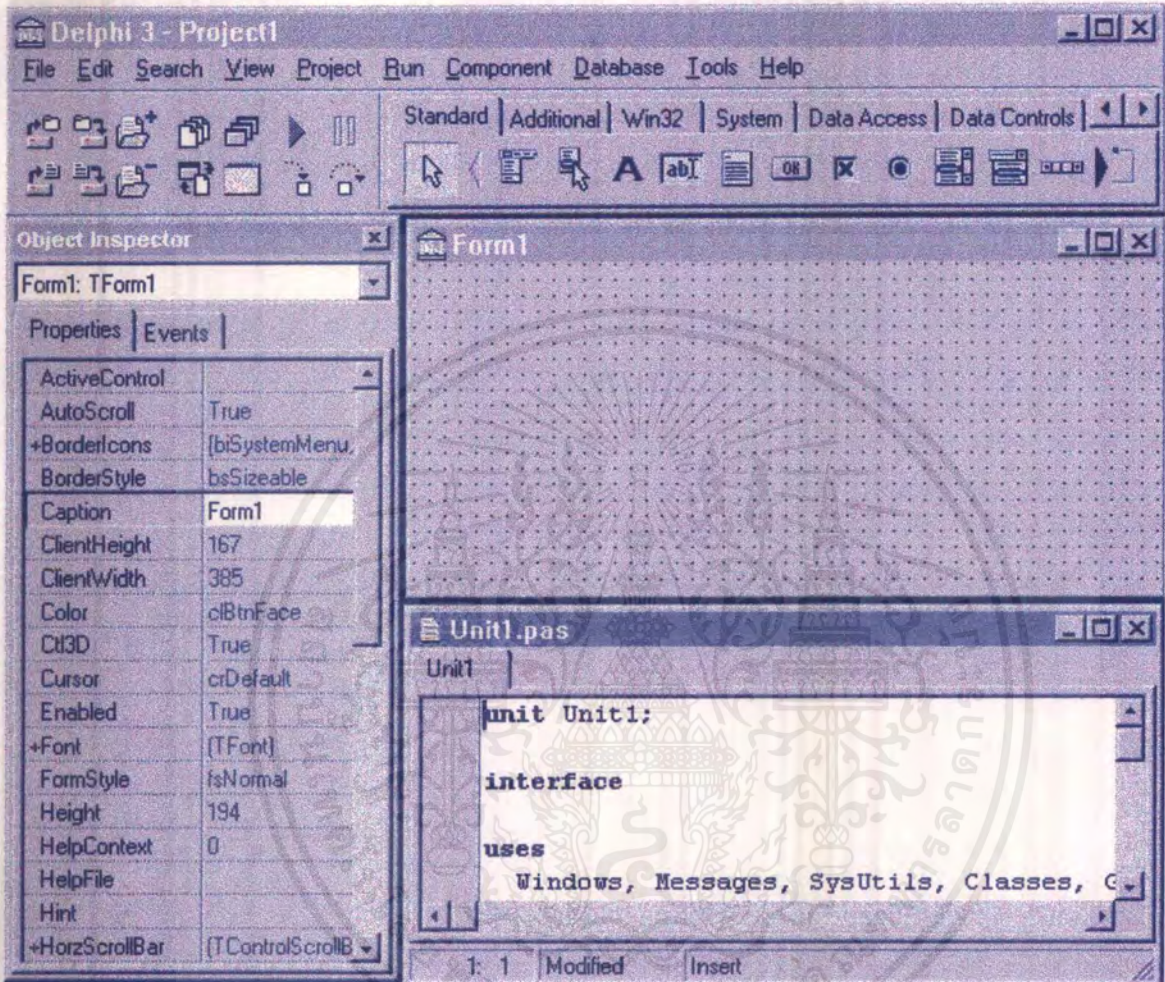 Delphi 3 - Project1
File Edit Search View Project Run Component Database Tools Help
Standard Additional Win32 System Data Access Data Controls
A abI OK
Object Inspector
Form1: TForm1
Properties Events
ActiveControl
AutoScroll True
+BorderIcons [biSystemMenu,
BorderStyle bsSizeable
Caption Form1
ClientHeight 167
ClientWidth 385
Color clBtnFace
Ctl3D True
Cursor crDefault
Enabled True
+Font (TFont)
FormStyle fsNormal
Height 194
HelpContext 0
HelpFile
Hint
+HorzScrollBar (TControlScrollB
Form1
Unit1.pas
Unit1
unit Unit1;
interface
uses
Windows, Messages, SysUtils, Classes, G
1: 1 Modified Insert